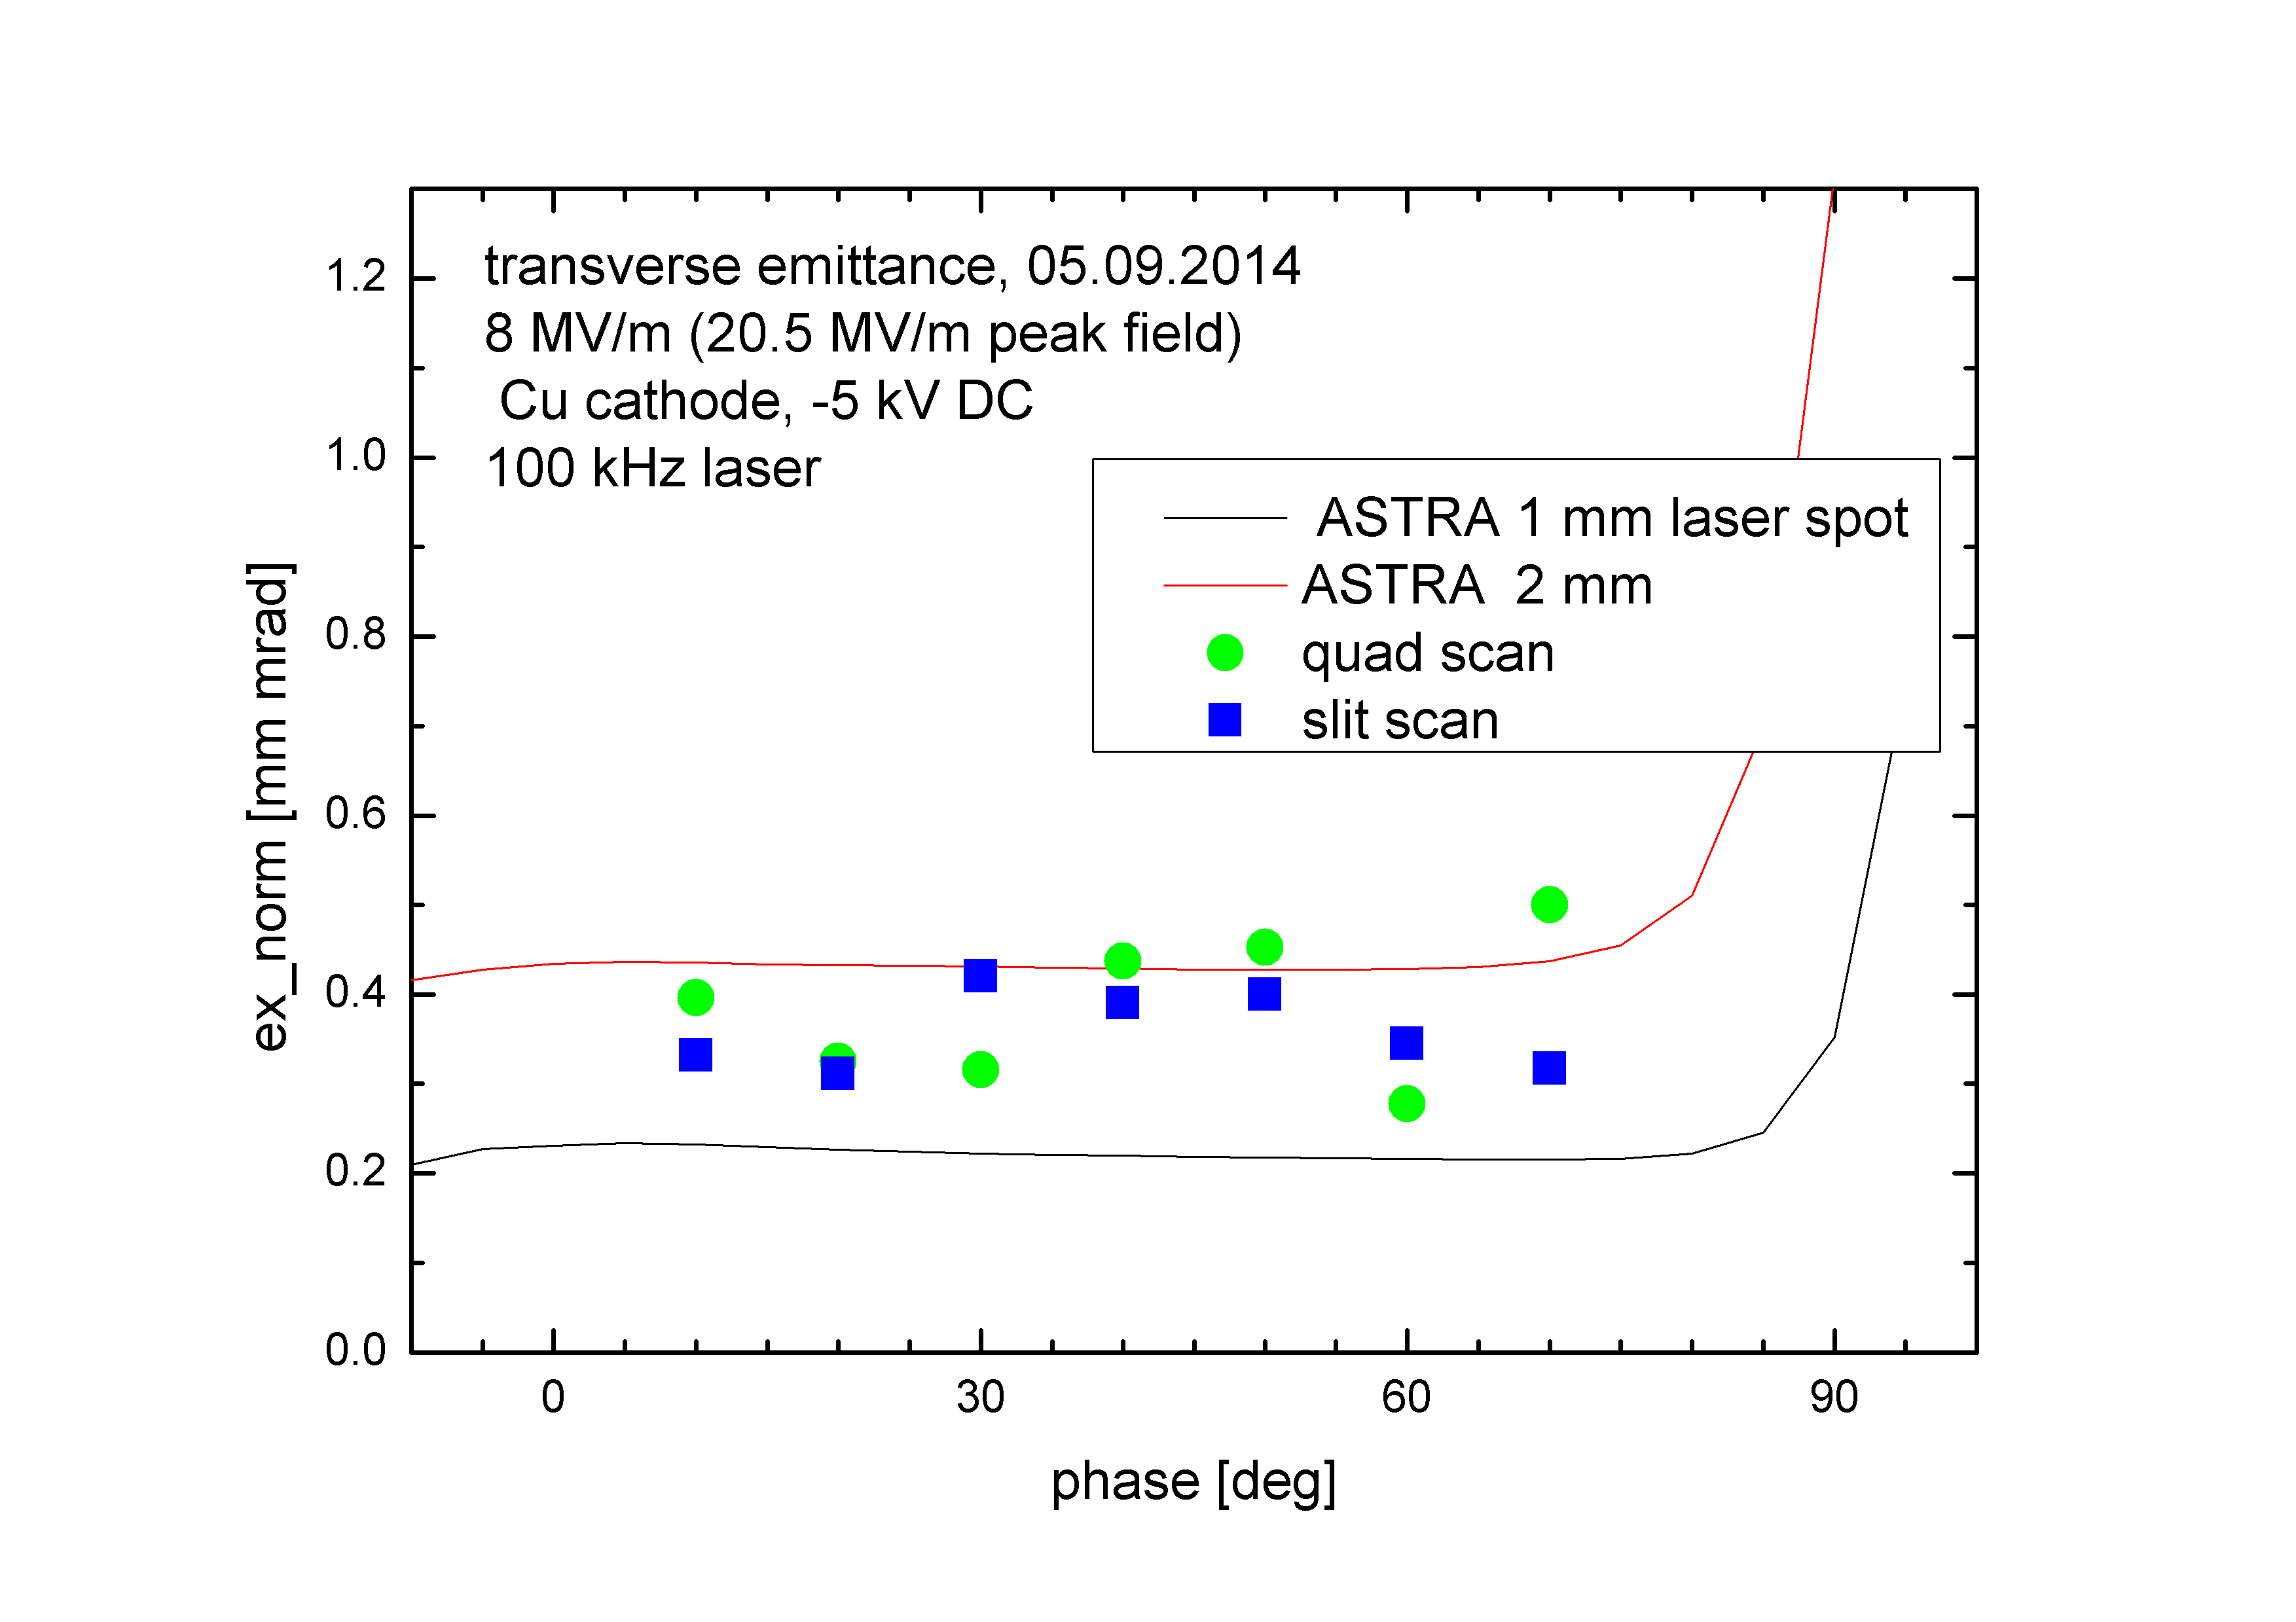 transverse emittance, 05.09.2014
8 MV/m (20.5 MV/m peak field)
Cu cathode, -5 kV DC
100 kHz laser
ASTRA 1 mm laser spot
ASTRA 2 mm
quad scan
slit scan
ex_norm [mm mrad]
1.2
1.0
0.8
0.6
0.4
0.2
0.0
0 30 60 90
phase [deg]